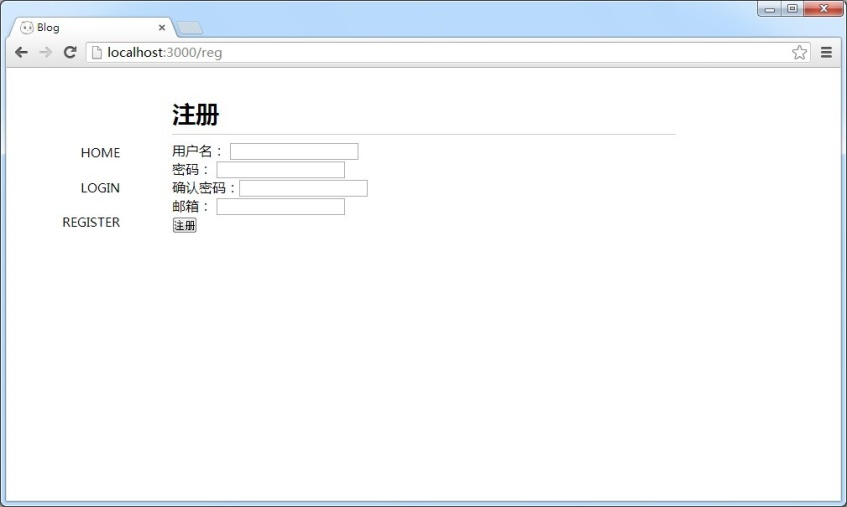 Blog
localhost:3000/reg
注册
HOME
LOGIN
REGISTER
用户名：
密码：
确认密码：
邮箱：
注册